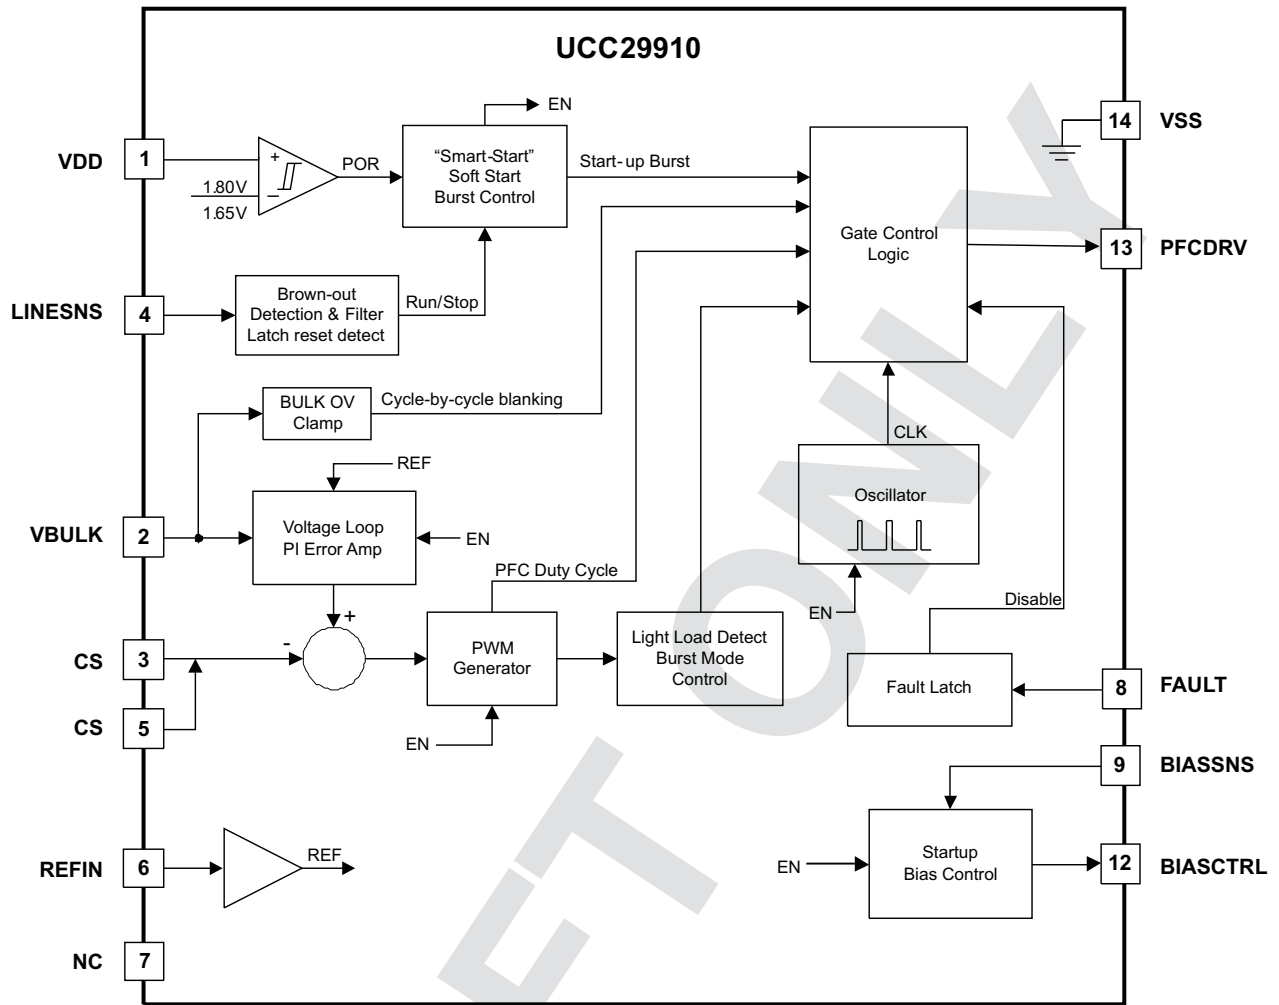 UCC29910
EN
VDD
1
+
-
1.80V
1.65V
POR
"Smart-Start"
Soft Start
Burst Control
Start-up Burst
14
VSS
Gate Control
Logic
13
PFCDRV
LINESNS
4
Brown-out
Detection & Filter
Latch reset detect
Run/Stop
BULK OV
Clamp
Cycle-by-cycle blanking
CLK
REF
Oscillator
VBULK
2
Voltage Loop
PI Error Amp
EN
PFC Duty Cycle
EN
Disable
+
-
CS
3
PWM
Generator
Light Load Detect
Burst Mode
Control
Fault Latch
8
FAULT
CS
5
EN
9
BIASSNS
REFIN
6
REF
EN
Startup
Bias Control
12
BIASCTRL
NC
7
ET ONLY